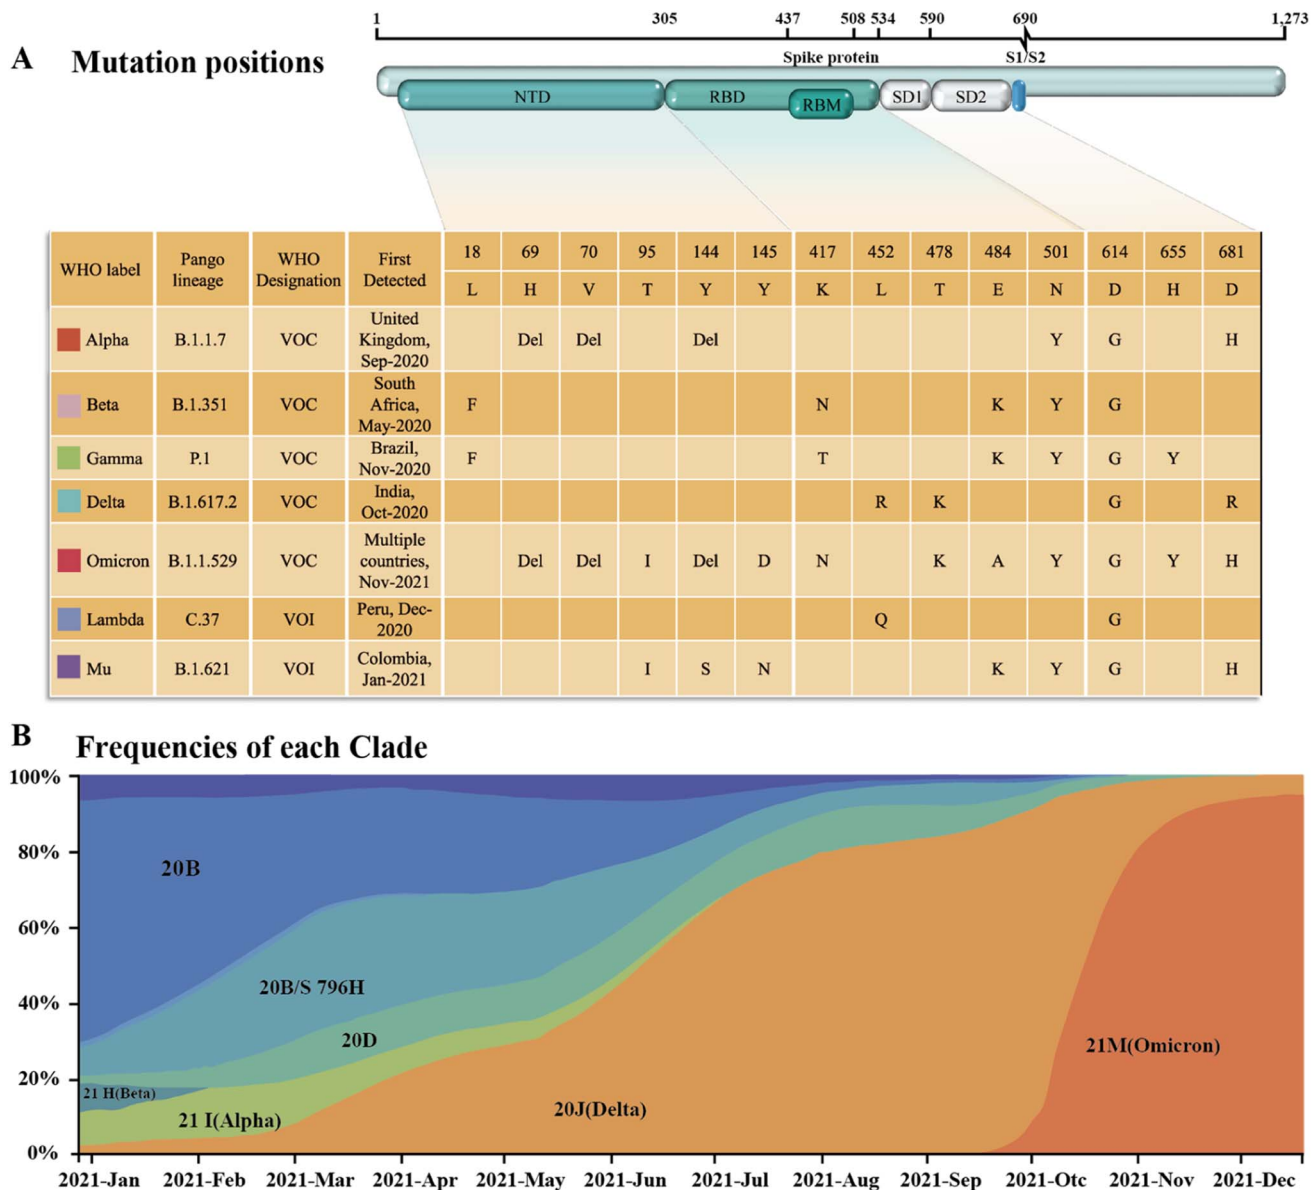 1 305 437 508 534 590 690 1,273
A Mutation positions
Spike protein S1/S2
NTD RBD RBM SD1 SD2
WHO label Pango lineage WHO Designation First Detected 18 69 70 95 144 145 417 452 478 484 501 614 655 681
L H V T Y Y K L T E N D H D
Alpha B.1.1.7 VOC United Kingdom, Sep-2020 Del Del Del Y G H
Beta B.1.351 VOC South Africa, May-2020 F N K Y G
Gamma P.1 VOC Brazil, Nov-2020 F T K Y G Y
Delta B.1.617.2 VOC India, Oct-2020 R K G R
Omicron B.1.1.529 VOC Multiple countries, Nov-2021 Del Del I Del D N K A Y G Y H
Lambda C.37 VOI Peru, Dec-2020 Q G
Mu B.1.621 VOI Colombia, Jan-2021 I S N K Y G H
B Frequencies of each Clade
100%
80%
60%
40%
20%
0%
20B
20B/S 796H
20D
21 H(Beta)
21 I(Alpha)
20J(Delta)
21M(Omicron)
2021-Jan 2021-Feb 2021-Mar 2021-Apr 2021-May 2021-Jun 2021-Jul 2021-Aug 2021-Sep 2021-Otc 2021-Nov 2021-Dec